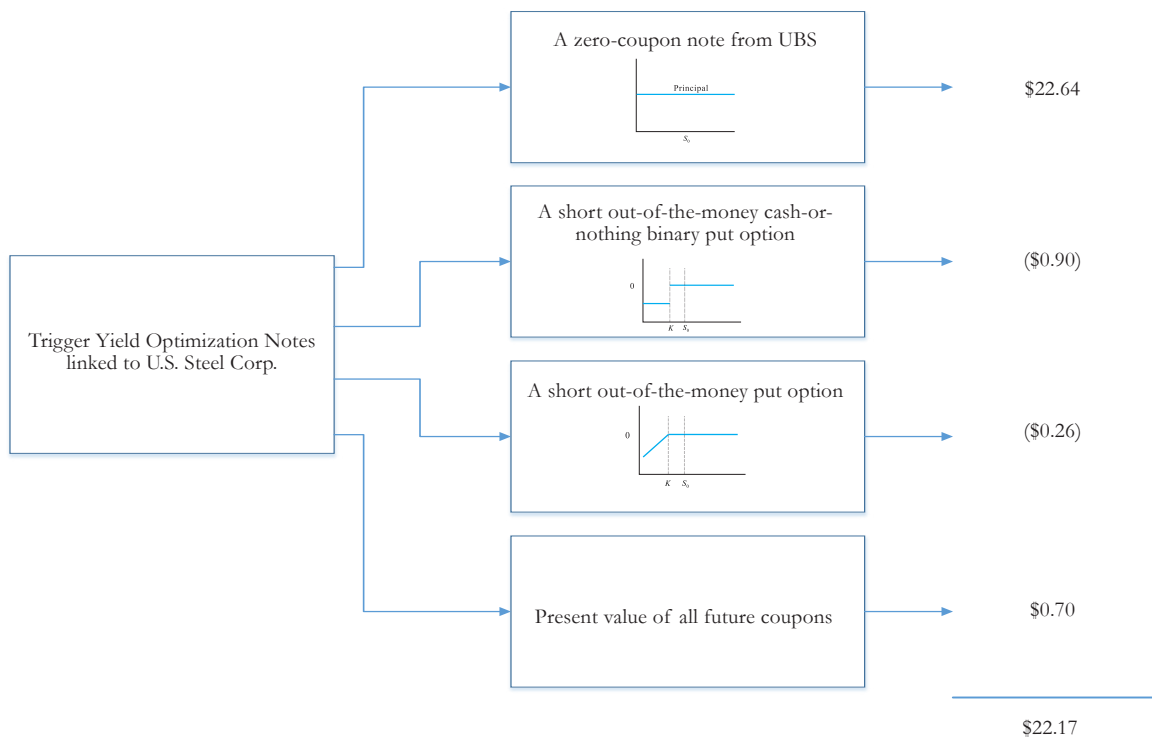 A zero-coupon note from UBS
Principal
S₀
$22.64
A short out-of-the-money cash-or-
nothing binary put option
0
K S₀
($0.90)
Trigger Yield Optimization Notes
linked to U.S. Steel Corp.
A short out-of-the-money put option
0
K S₀
($0.26)
Present value of all future coupons
$0.70
$22.17